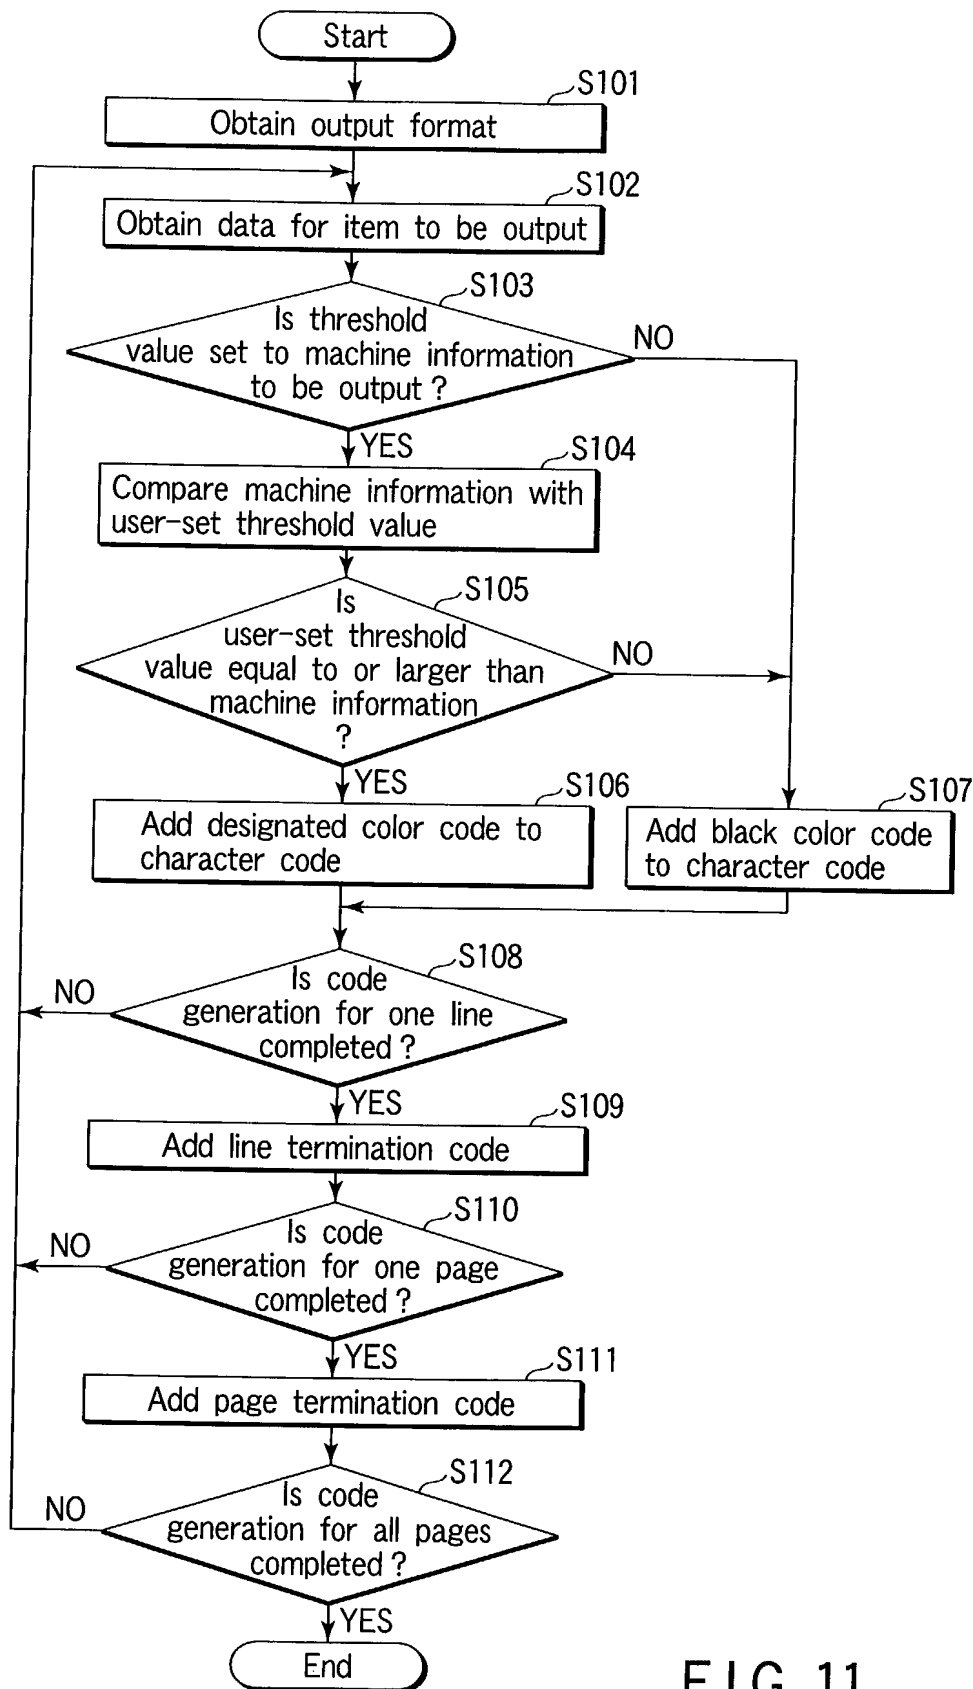 Start
S101
Obtain output format
S102
Obtain data for item to be output
S103
Is threshold
value set to machine information
to be output ?
NO
YES
S104
Compare machine information with
user-set threshold value
S105
Is
user-set threshold
value equal to or larger than
machine information
?
NO
YES
S106
Add designated color code to
character code
S107
Add black color code
to character code
S108
Is code
generation for one line
completed ?
NO
YES
S109
Add line termination code
S110
Is code
generation for one page
completed ?
NO
YES
S111
Add page termination code
S112
Is code
generation for all pages
completed ?
NO
YES
End
FIG. 11